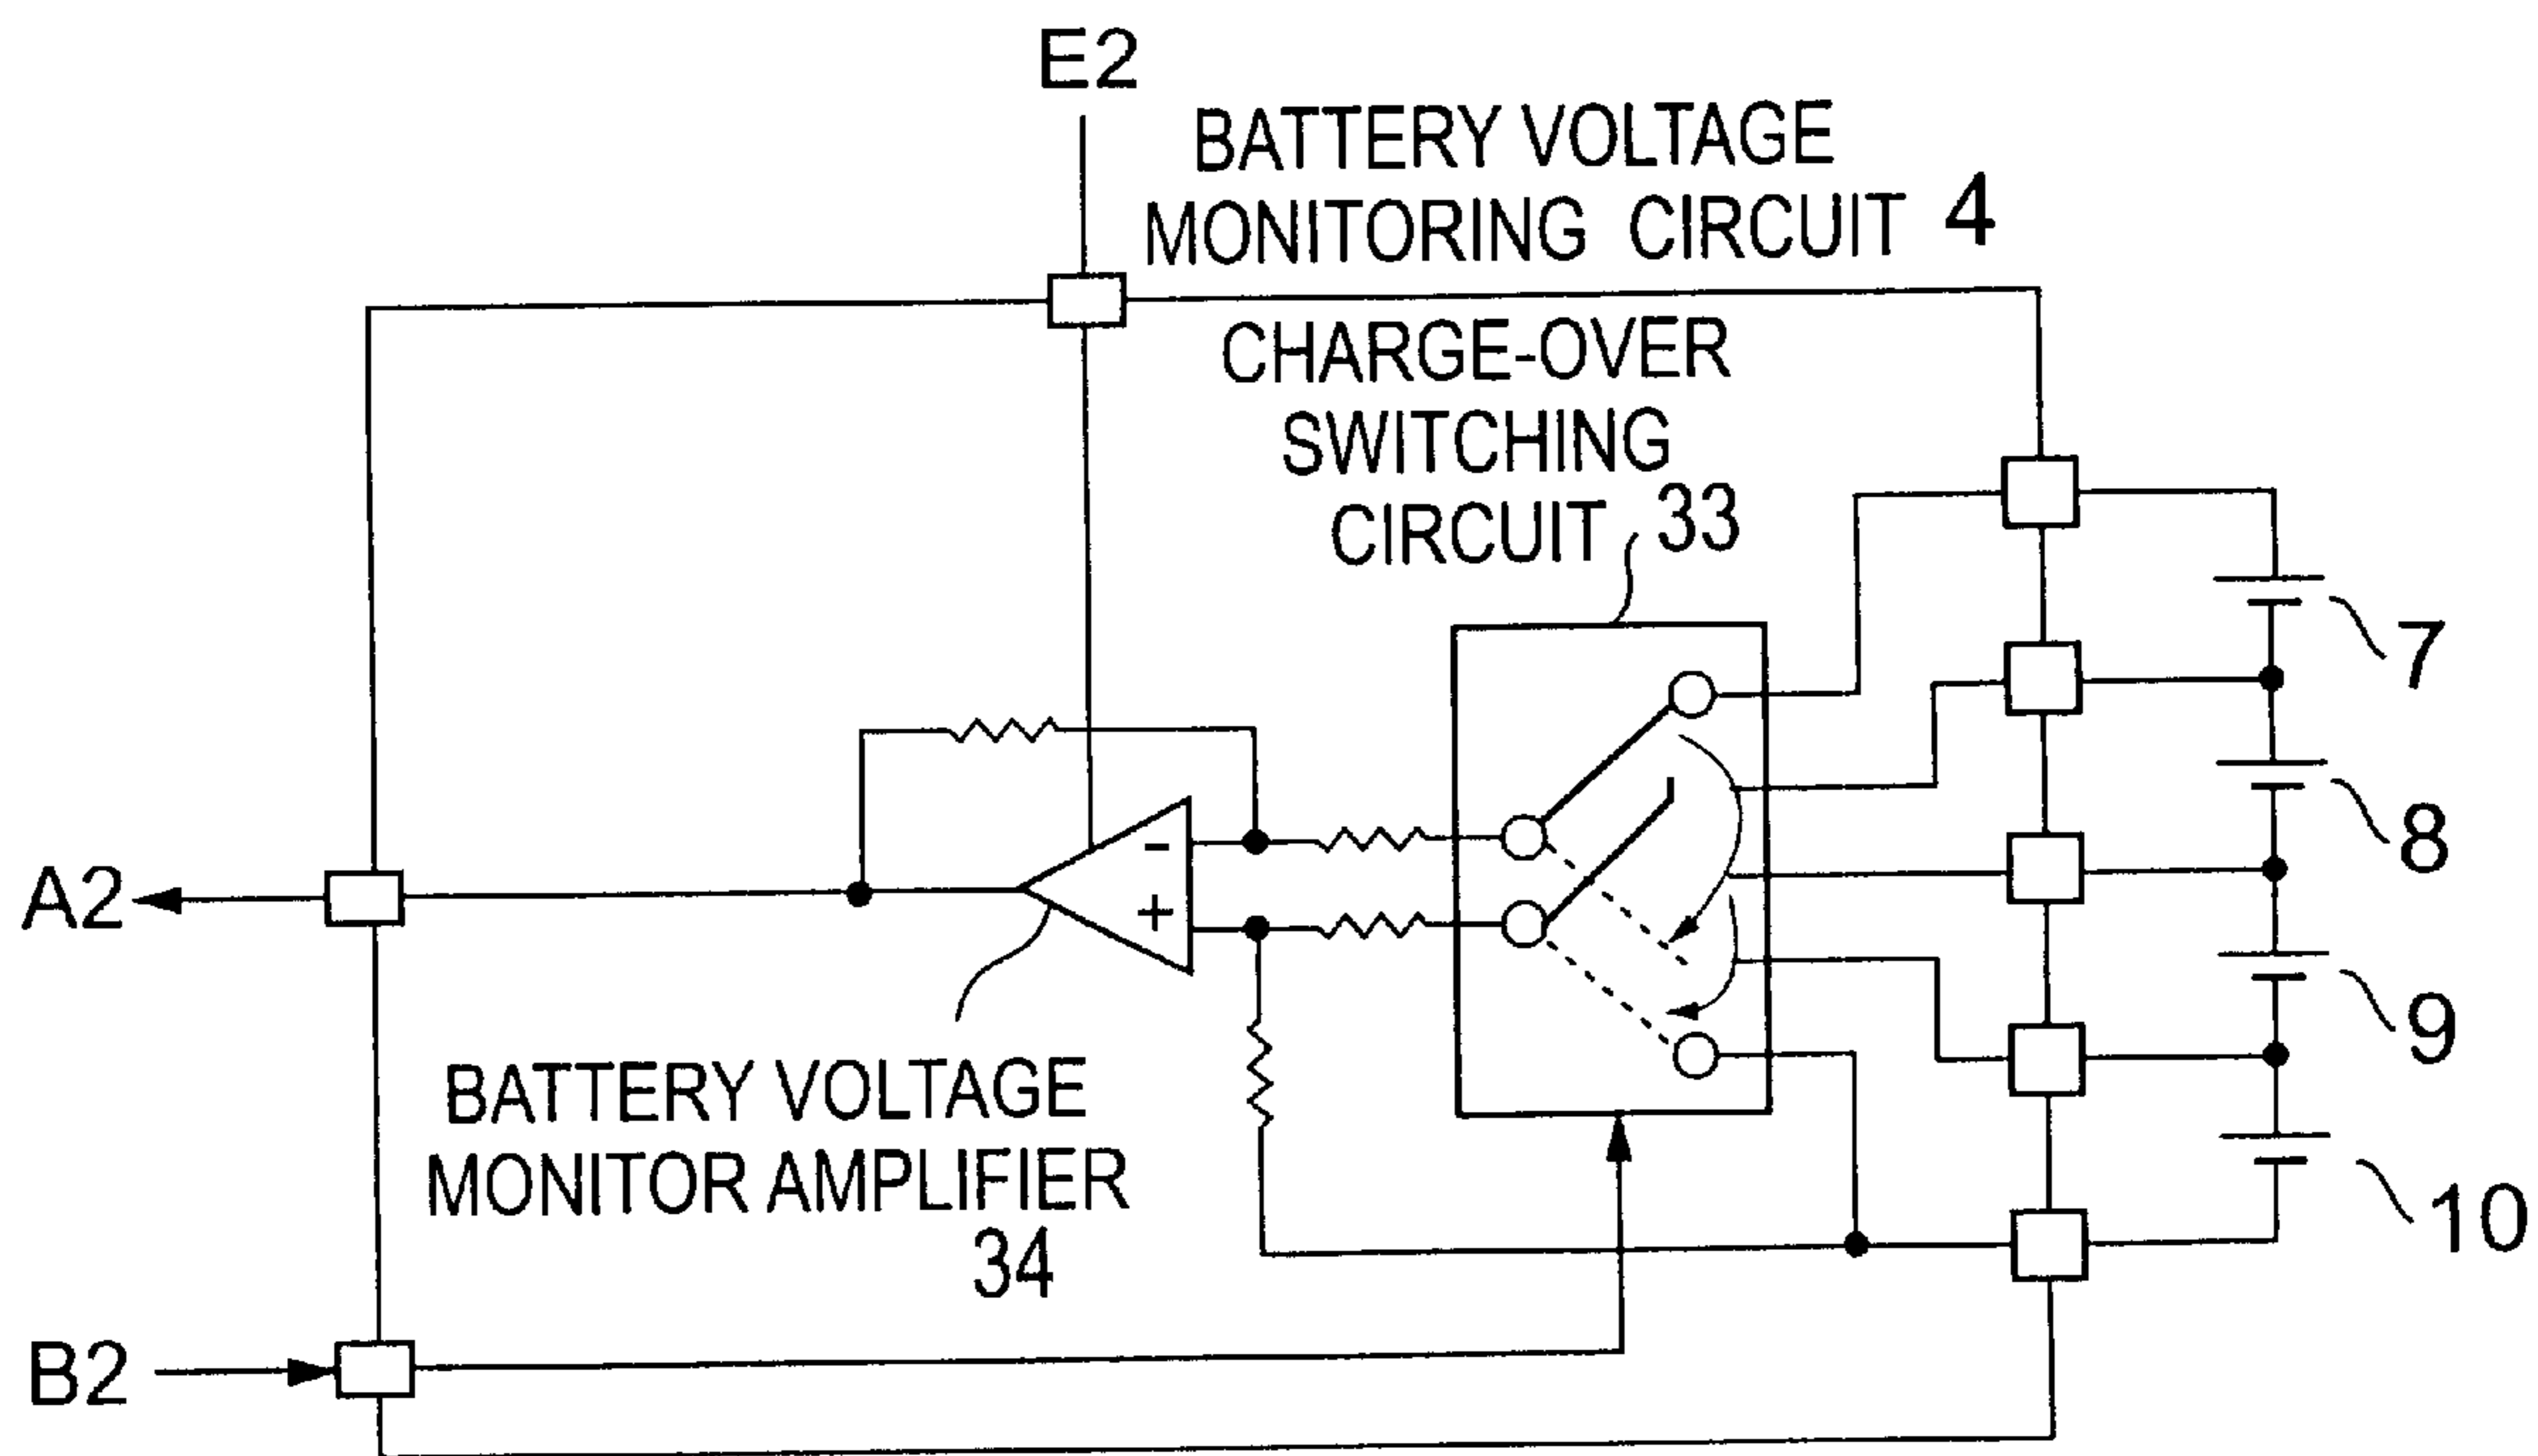 E2
BATTERY VOLTAGE
MONITORING CIRCUIT 4
CHARGE-OVER
SWITCHING
CIRCUIT 33
7
8
A2
-
+
9
BATTERY VOLTAGE
MONITOR AMPLIFIER
34
10
B2